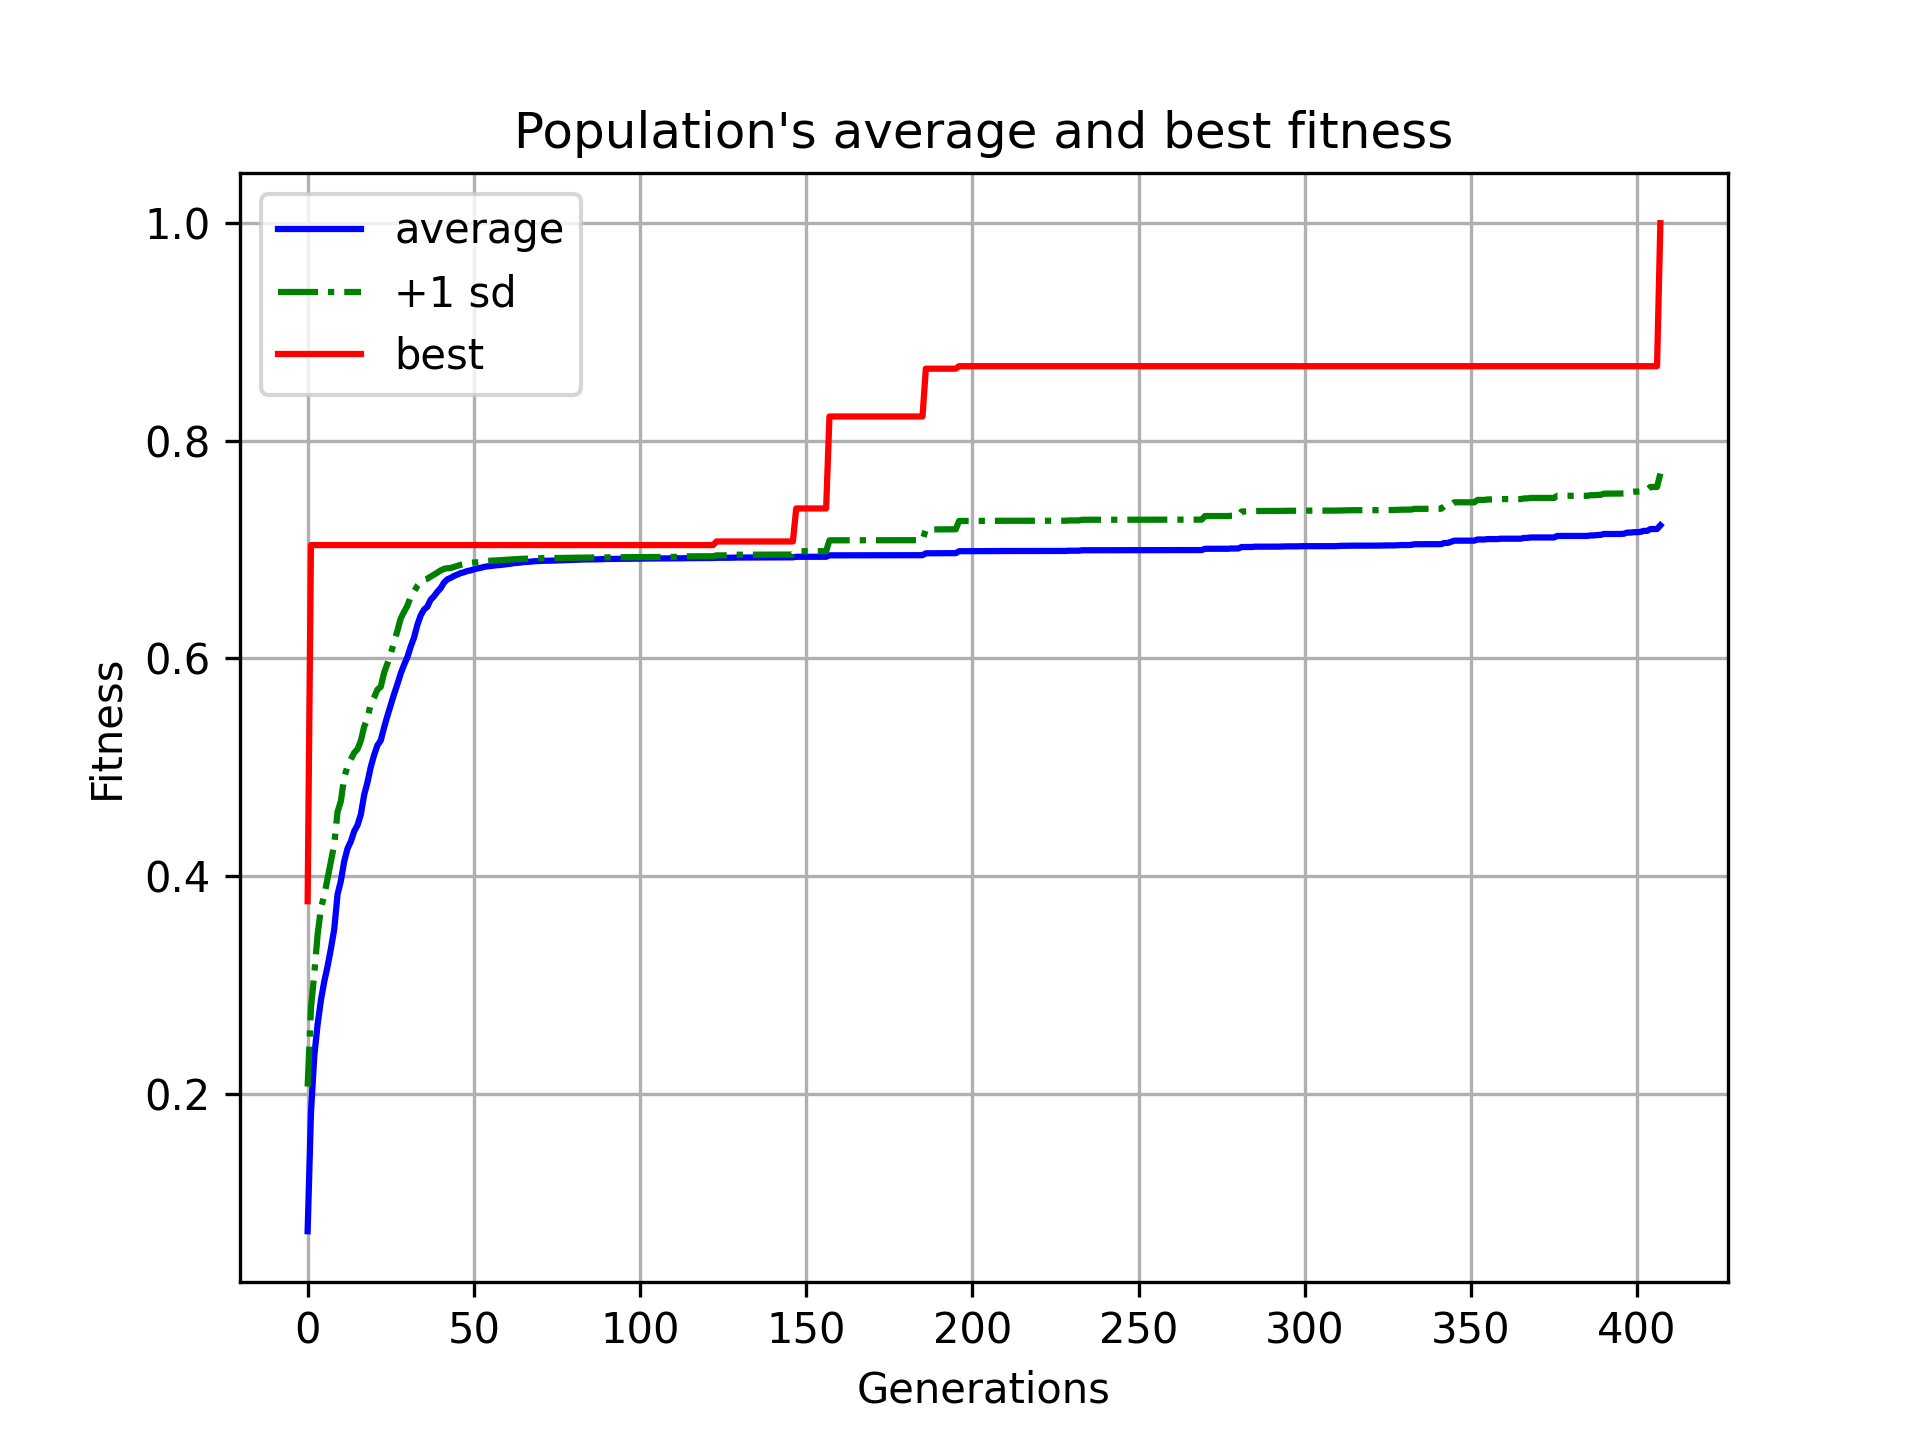 Population's average and best fitness
average
+1 sd
best
1.0
0.8
0.6
0.4
0.2
Fitness
0 50 100 150 200 250 300 350 400
Generations